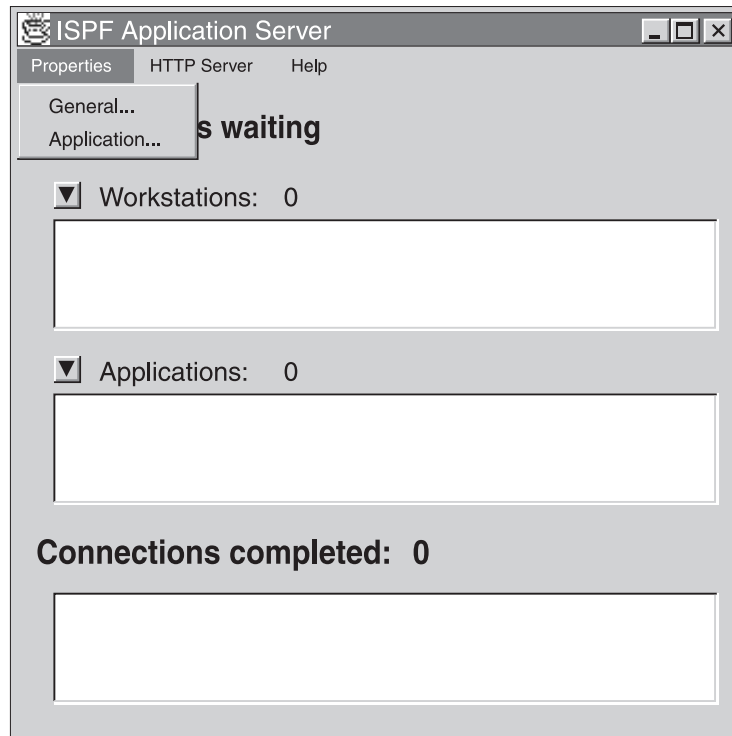 ISPF Application Server
Properties HTTP Server Help
General...
Application...
s waiting
Workstations: 0
Applications: 0
Connections completed: 0